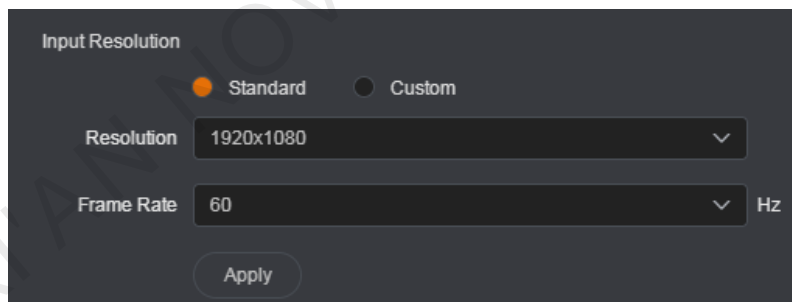 Input Resolution
Standard Custom
Resolution 1920x1080
Frame Rate 60 Hz
Apply